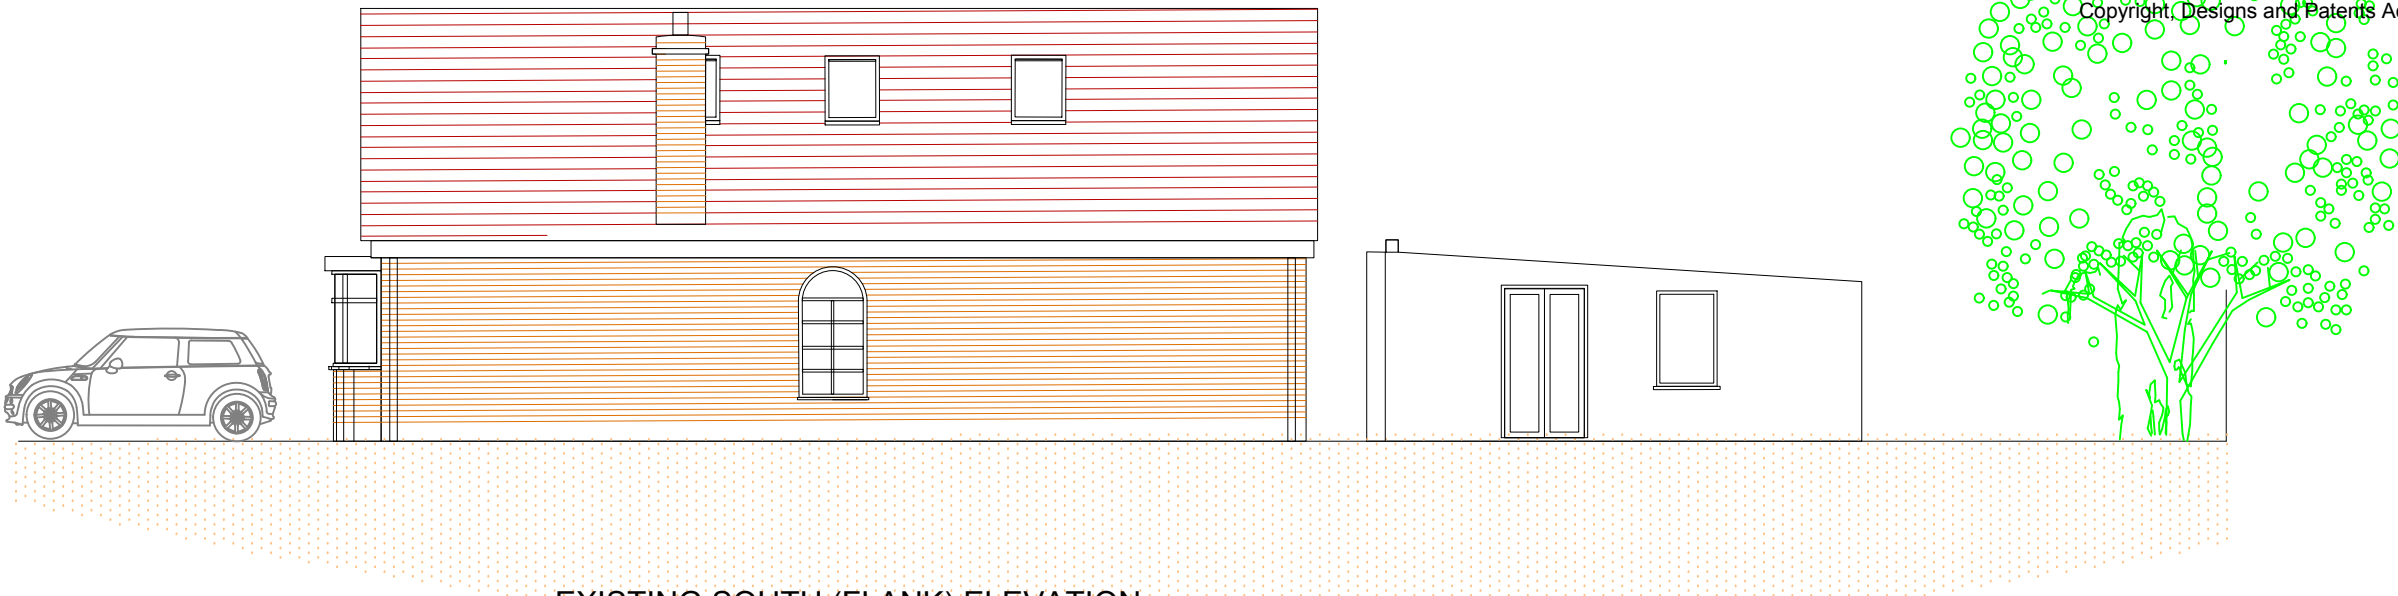 Copyright, Designs and Patents
EXISTING SOUTH (FLANK) ELEVATION